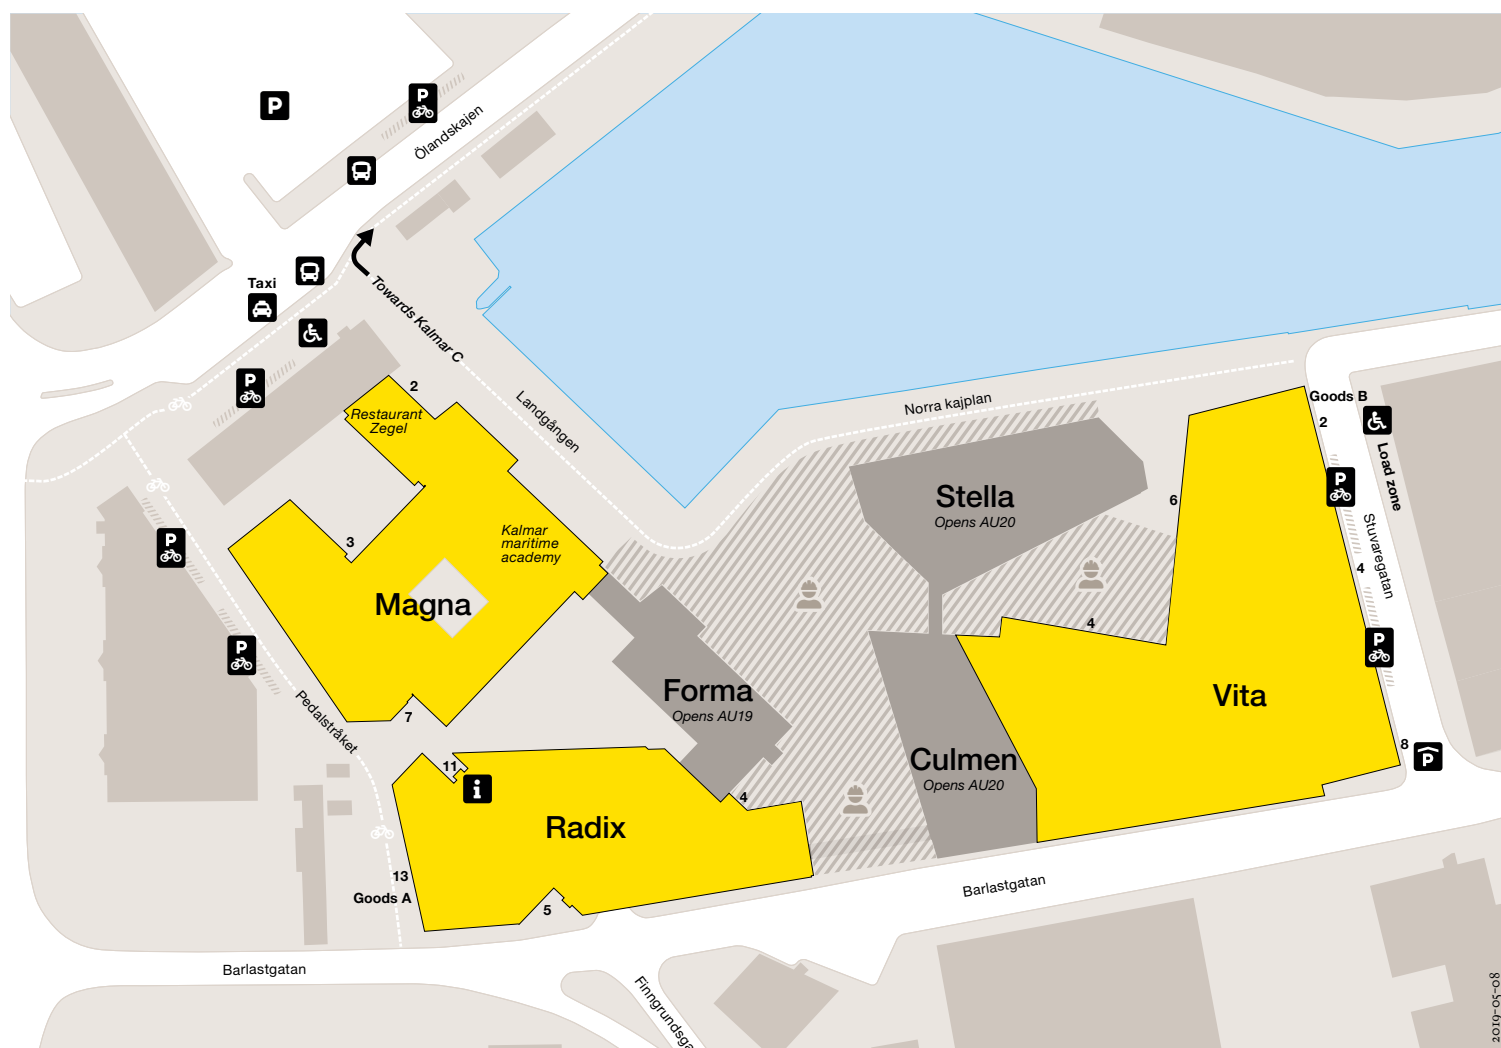 P
P
Ölandskajen
Taxi
Towards Kalmar C
P
2
Restaurant
Zegel
Landgången
Norra kajplan
Goods B
2
Load zone
P
Stella
Opens AU20
6
Stuvaregatan
P
3
Kalmar
maritime
academy
4
Magna
4
P
P
Forma
Opens AU19
Vita
Pedalstråket
7
8
P
Culmen
Opens AU20
11
i
4
Radix
13
Goods A
5
Barlastgatan
Barlastgatan
2019-05-08